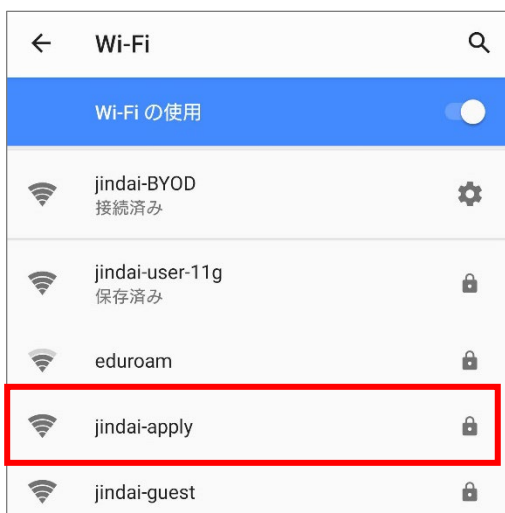 Wi-Fi
Wi-Fi の使用
jindai-BYOD
接続済み
jindai-user-11g
保存済み
eduroam
jindai-apply
jindai-guest